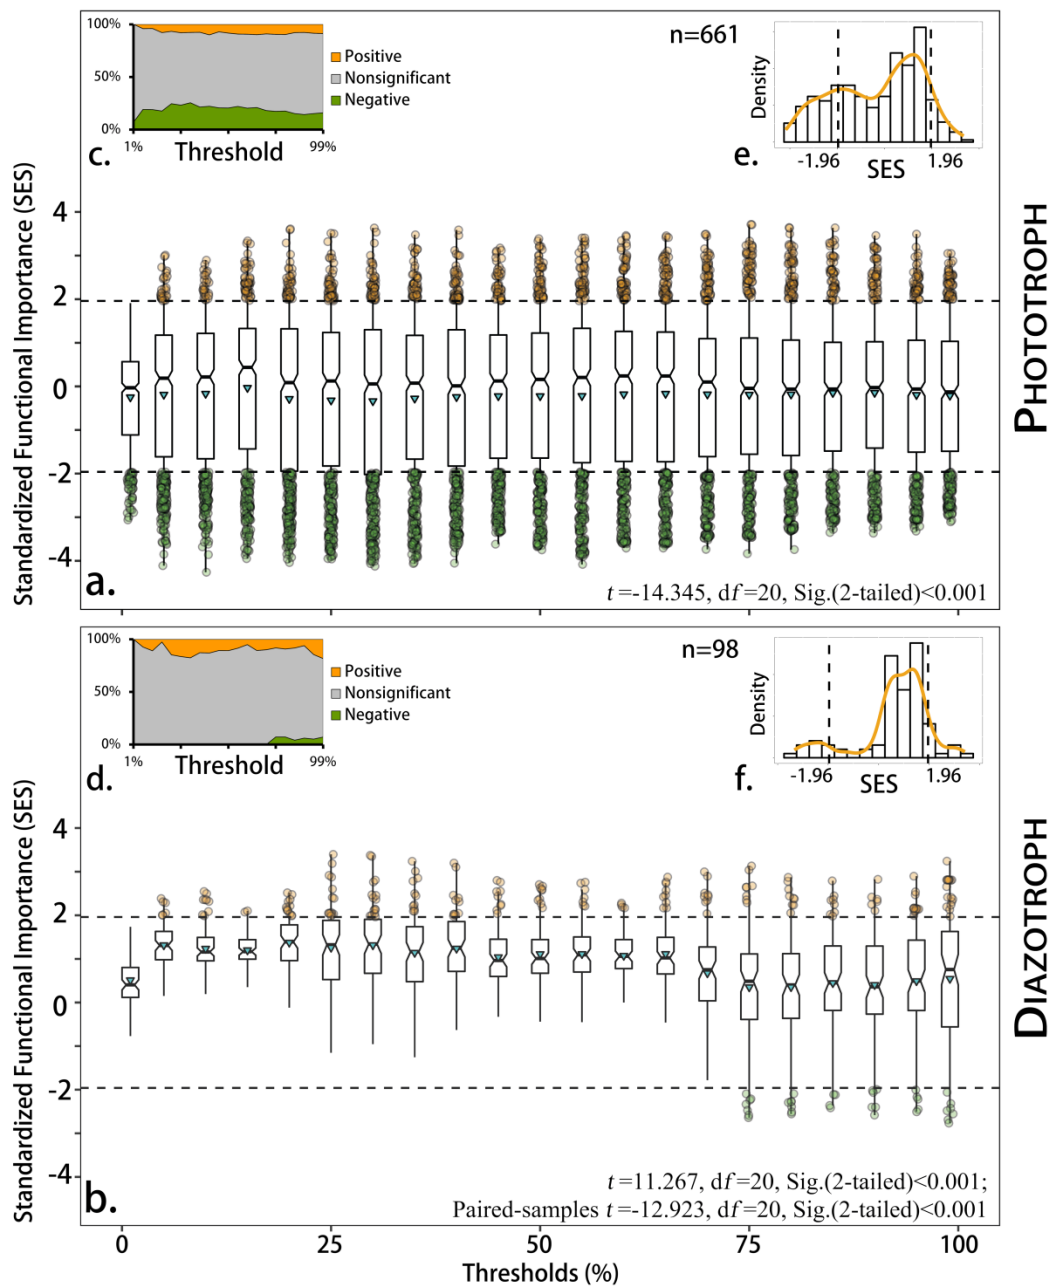 100%
50%
0%
1%
Threshold
99%
Positive
Nonsignificant
Negative
c.
n=661
Density
-1.96
SES
1.96
e.
Standardized Functional Importance (SES)
4
2
0
-2
-4
a.
t =-14.345, df =20, Sig.(2-tailed)<0.001
PHOTOTROPH
100%
50%
0%
1%
Threshold
99%
Positive
Nonsignificant
Negative
d.
n=98
Density
-1.96
SES
1.96
f.
Standardized Functional Importance (SES)
4
2
0
-2
-4
b.
t =11.267, df =20, Sig.(2-tailed)<0.001;
Paired-samples t =-12.923, df =20, Sig.(2-tailed)<0.001
DIAZOTROPH
0
25
50
75
100
Thresholds (%)